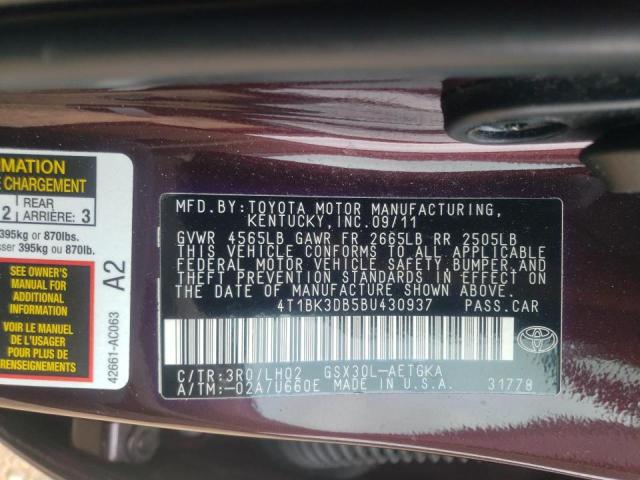 RMATION
E CHARGEMENT
2 REAR ARRIÈRE: 3
395kg or 870lbs.
sser 395kg ou 870lb.
SEE OWNER'S
MANUAL FOR
ADDITIONAL
INFORMATION
VOIR LE MANUEL
DE L'USAGER
POUR PLUS DE
RENSEIGNEMENTS
A2
42661-AC063
MFD.BY:TOYOTA MOTOR MANUFACTURING,
KENTUCKY,INC.09/11
GVWR 4565LB GAWR FR 2665LB RR 2505LB
THIS VEHICLE CONFORMS TO ALL APPLICABLE
FEDERAL MOTOR VEHICLE SAFETY,BUMPER,AND
THEFT PREVENTION STANDARDS IN EFFECT ON
THE DATE OF MANUFACTURE SHOWN ABOVE.
4T1BK3DB5BU430937 PASS.CAR
C/TR:3R0/LH02 GSX30L-AETGKA
A/TM:-02A/U660E MADE IN U.S.A. 31778
TOYOTA